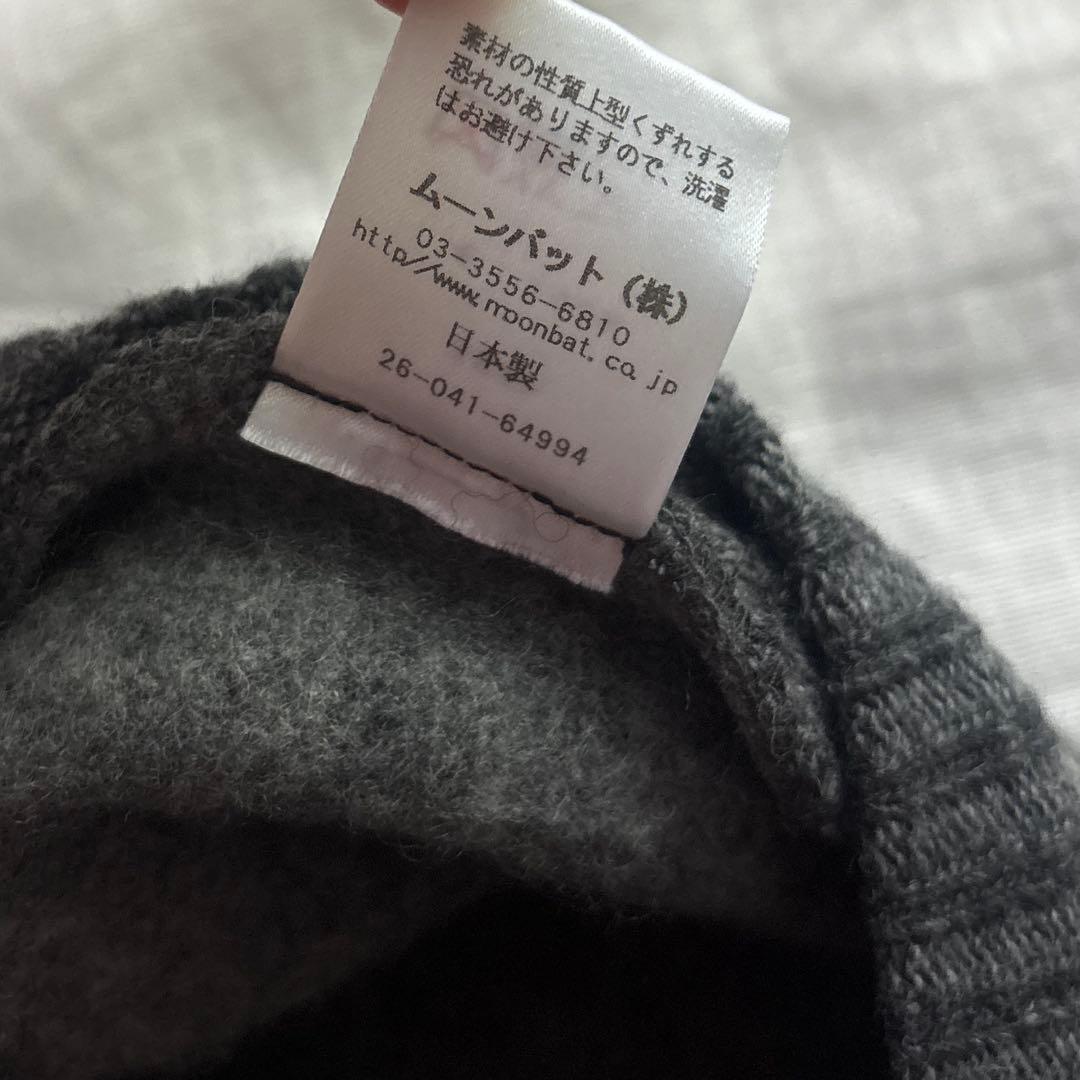 素材の性質上型くずれする
恐れがありますので、洗濯
はお避け下さい。
ムーンバット（株）
03-3556-6810
http//www.moonbat.co.jp
日本製
26-041-64994